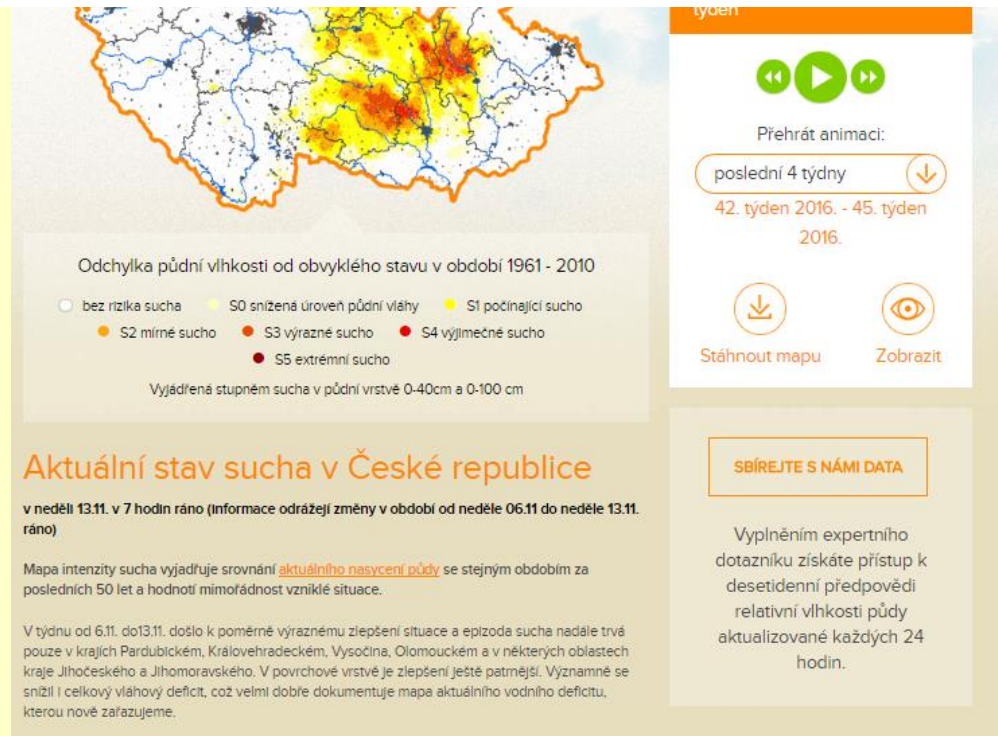 týden
Přehrát animaci:
poslední 4 týdny
42. týden 2016. - 45. týden
2016.
Stáhnout mapu
Zobrazit
Odchylka půdní vlhkosti od obvyklého stavu v období 1961 - 2010
bez rizika sucha S0 snížená úroveň půdní vláhy S1 počínající sucho
S2 mírné sucho S3 výrazné sucho S4 výjimečné sucho
S5 extrémní sucho
Vyjádřená stupněm sucha v půdní vrstvě 0-40cm a 0-100 cm
Aktuální stav sucha v České republice
v neděli 13.11. v 7 hodin ráno (informace odrážejí změny v období od neděle 06.11 do neděle 13.11.
ráno)
Mapa intenzity sucha vyjadřuje srovnání aktuálního nasycení půdy se stejným obdobím za
posledních 50 let a hodnotí mimořádnost vzniklé situace.
V týdnu od 6.11. do13.11. došlo k poměrně výraznému zlepšení situace a epizoda sucha nadále trvá
pouze v krajích Pardubickém, Královehradeckém, Vysočina, Olomouckém a v některých oblastech
kraje Jihočeského a Jihomoravského. V povrchové vrstvě je zlepšení ještě patrnější. Významně se
snížil i celkový vláhový deficit, což velmi dobře dokumentuje mapa aktuálního vodního deficitu,
kterou nově zařazujeme.
SBÍREJTE S NÁMI DATA
Vyplněním expertního
dotazníku získáte přístup k
desetidenní předpovědi
relativní vlhkosti půdy
aktualizované každých 24
hodin.